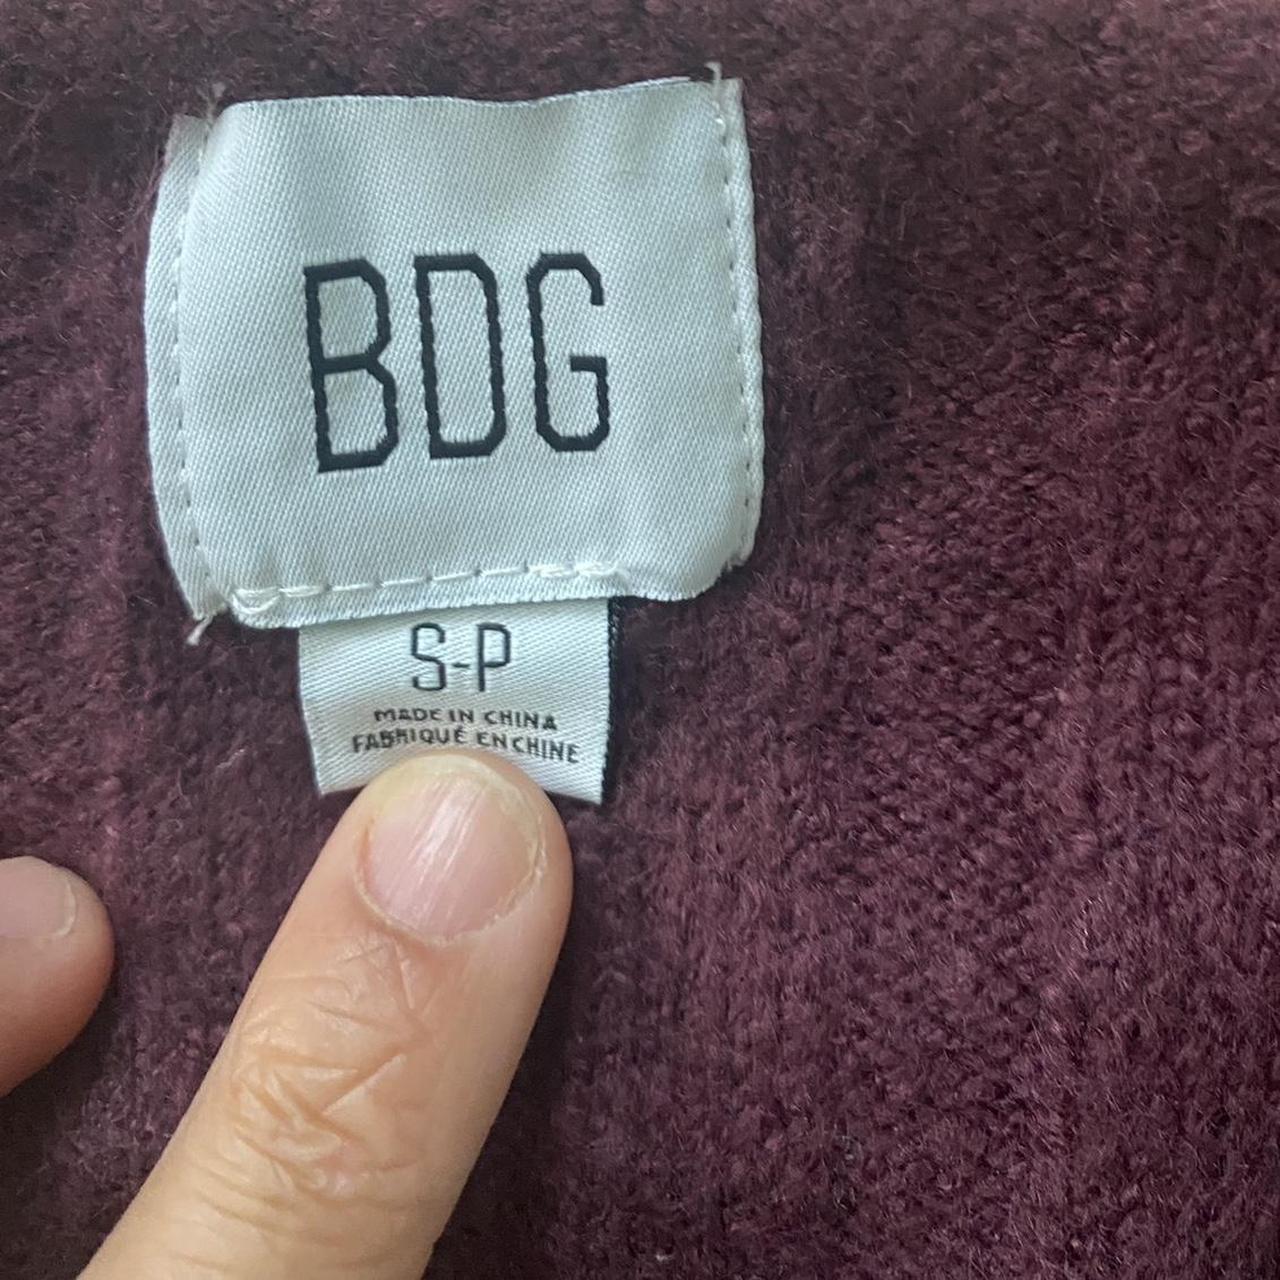 BDG
S-P
MADE IN CHINA
FABRIQUÉ EN CHINE